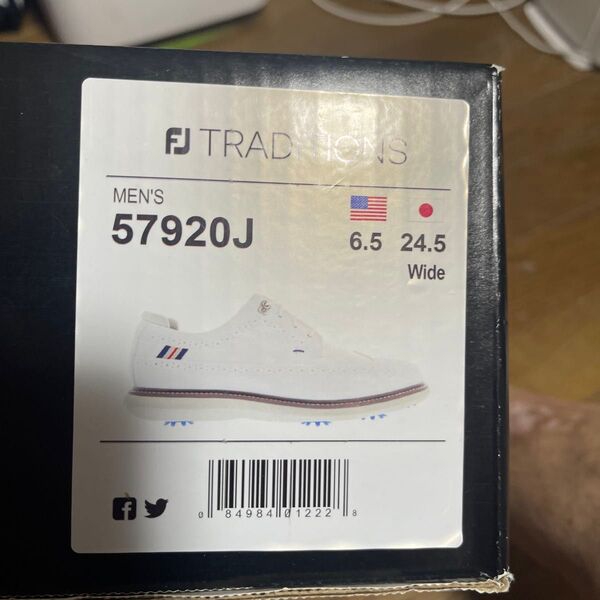 FJ TRADITIONS
MEN'S
57920J
6.5 24.5
Wide
0 84984 01222 8